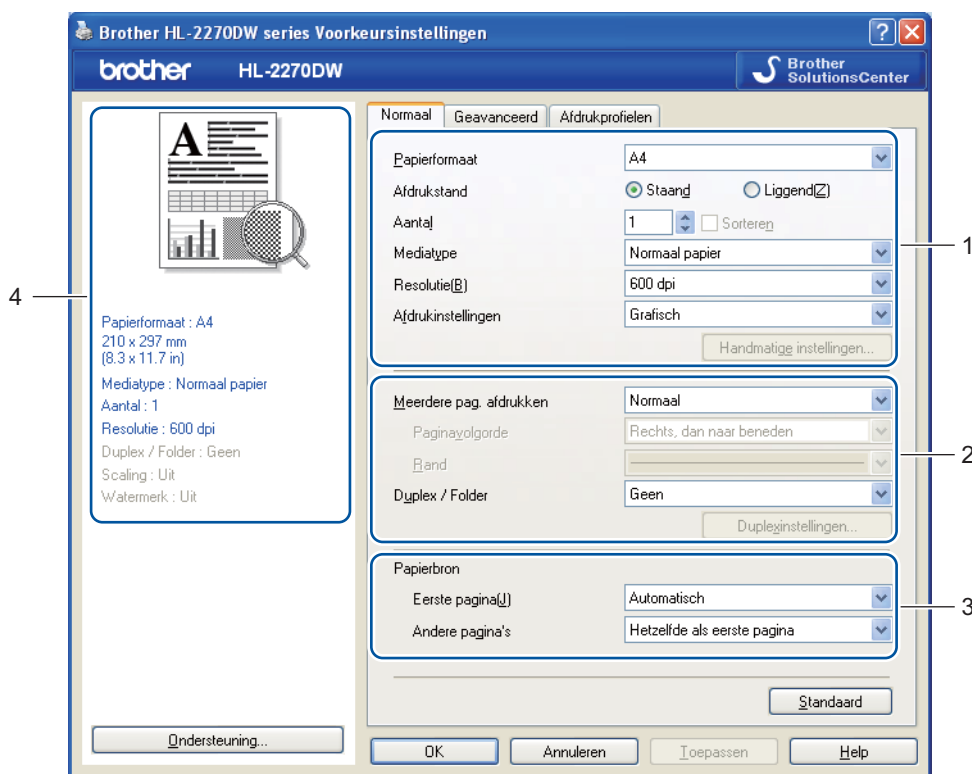 Brother HL-2270DW series Voorkeursinstellingen
brother HL-2270DW
Brother
SolutionsCenter
A
4
Papierformaat : A4
210 x 297 mm
(8.3 x 11.7 in)
Mediatype : Normaal papier
Aantal : 1
Resolutie : 600 dpi
Duplex / Folder : Geen
Scaling : Uit
Watermerk : Uit
Ondersteuning...
Normaal Geavanceerd Afdrukprofielen
Papierformaat A4
Afdrukstand Staand Liggend(Z)
Aantal 1 Sorteren
Mediatype Normaal papier
1
Resolutie(B) 600 dpi
Afdrukinstellingen Grafisch
Handmatige instellingen...
Meerdere pag. afdrukken Normaal
Paginavolgorde Rechts, dan naar beneden
2
Rand
Duplex / Folder Geen
Duplexinstellingen...
Papierbron
Eerste pagina(J) Automatisch
3
Andere pagina's Hetzelfde als eerste pagina
Standaard
OK Annuleren Toepassen Help